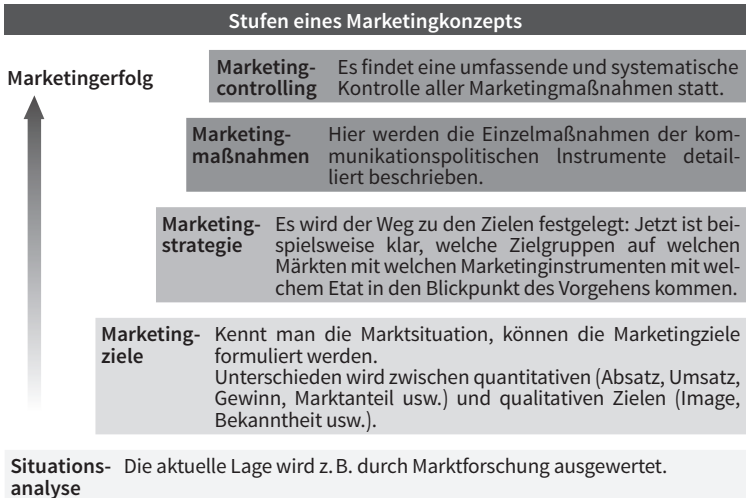 Stufen eines Marketingkonzepts
Marketingerfolg
Marketing- Es findet eine umfassende und systematische
controlling Kontrolle aller Marketingmaßnahmen statt.
Marketing- Hier werden die Einzelmaßnahmen der kom-
maßnahmen munikationspolitischen Instrumente detail-
liert beschrieben.
Marketing- Es wird der Weg zu den Zielen festgelegt: Jetzt ist bei-
strategie spielsweise klar, welche Zielgruppen auf welchen
Märkten mit welchen Marketinginstrumenten mit wel-
chem Etat in den Blickpunkt des Vorgehens kommen.
Marketing- Kennt man die Marktsituation, können die Marketingziele
ziele formuliert werden.
Unterschieden wird zwischen quantitativen (Absatz, Umsatz,
Gewinn, Marktanteil usw.) und qualitativen Zielen (Image,
Bekanntheit usw.).
Situations- Die aktuelle Lage wird z. B. durch Marktforschung ausgewertet.
analyse